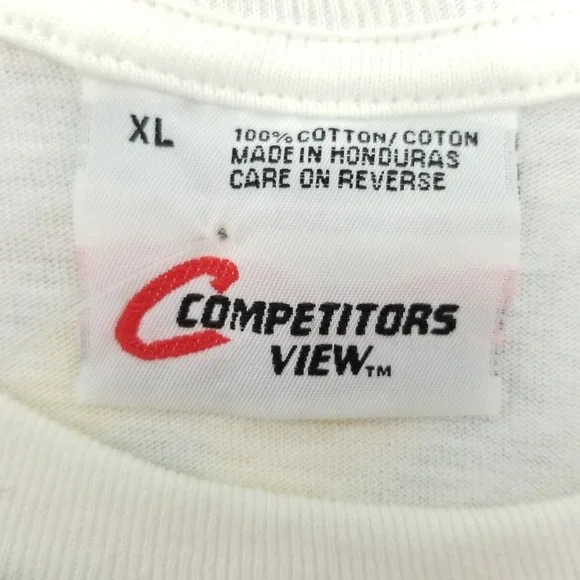 XL
100% COTTON/COTON
MADE IN HONDURAS
CARE ON REVERSE
COMPETITORS
VIEW™